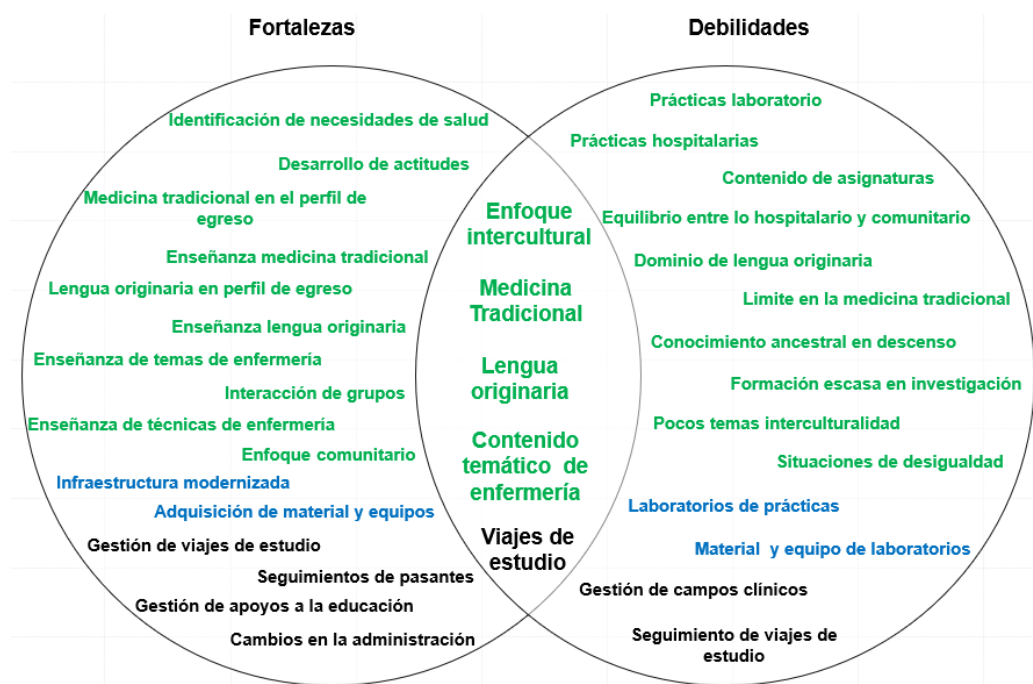 Fortalezas
Identificación de necesidades de salud
Desarrollo de actitudes
Medicina tradicional en el perfil de
egreso
Enseñanza medicina tradicional
Lengua originaria en perfil de egreso
Enseñanza lengua originaria
Enseñanza de temas de enfermería
Interacción de grupos
Enseñanza de técnicas de enfermería
Enfoque comunitario
Infraestructura modernizada
Adquisición de material y equipos
Gestión de viajes de estudio
Seguimientos de pasantes
Gestión de apoyos a la educación
Cambios en la administración
Enfoque
intercultural
Medicina
Tradicional
Lengua
originaria
Contenido
temático de
enfermería
Viajes de
estudio
Debilidades
Prácticas laboratorio
Prácticas hospitalarias
Contenido de asignaturas
Equilibrio entre lo hospitalario y comunitario
Dominio de lengua originaria
Limite en la medicina tradicional
Conocimiento ancestral en descenso
Formación escasa en investigación
Pocos temas interculturalidad
Situaciones de desigualdad
Laboratorios de prácticas
Material y equipo de laboratorios
Gestión de campos clínicos
Seguimiento de viajes de
estudio